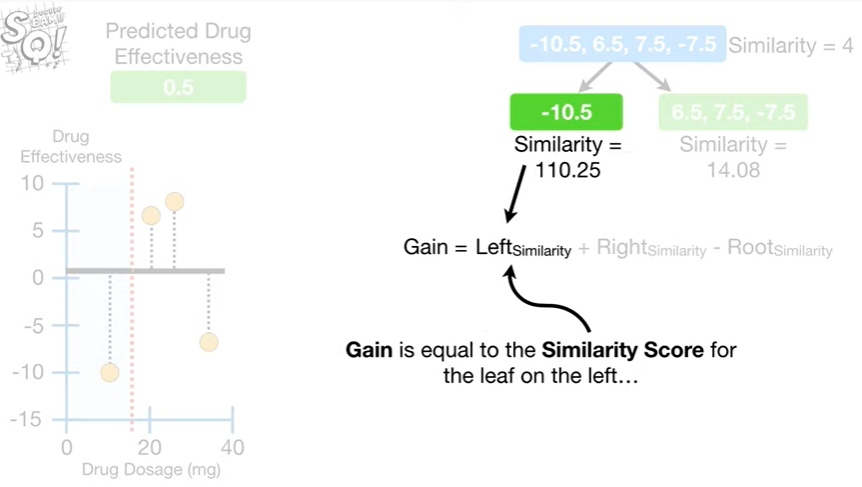 StatQuest!
Predicted Drug
Effectiveness
0.5
-10.5, 6.5, 7.5, -7.5
Similarity = 4
-10.5
6.5, 7.5, -7.5
Similarity =
110.25
Similarity =
14.08
Gain = LeftSimilarity + RightSimilarity - RootSimilarity
Gain is equal to the Similarity Score for
the leaf on the left…
Drug
Effectiveness
10
5
0
-5
-10
-15
0
20
40
Drug Dosage (mg)